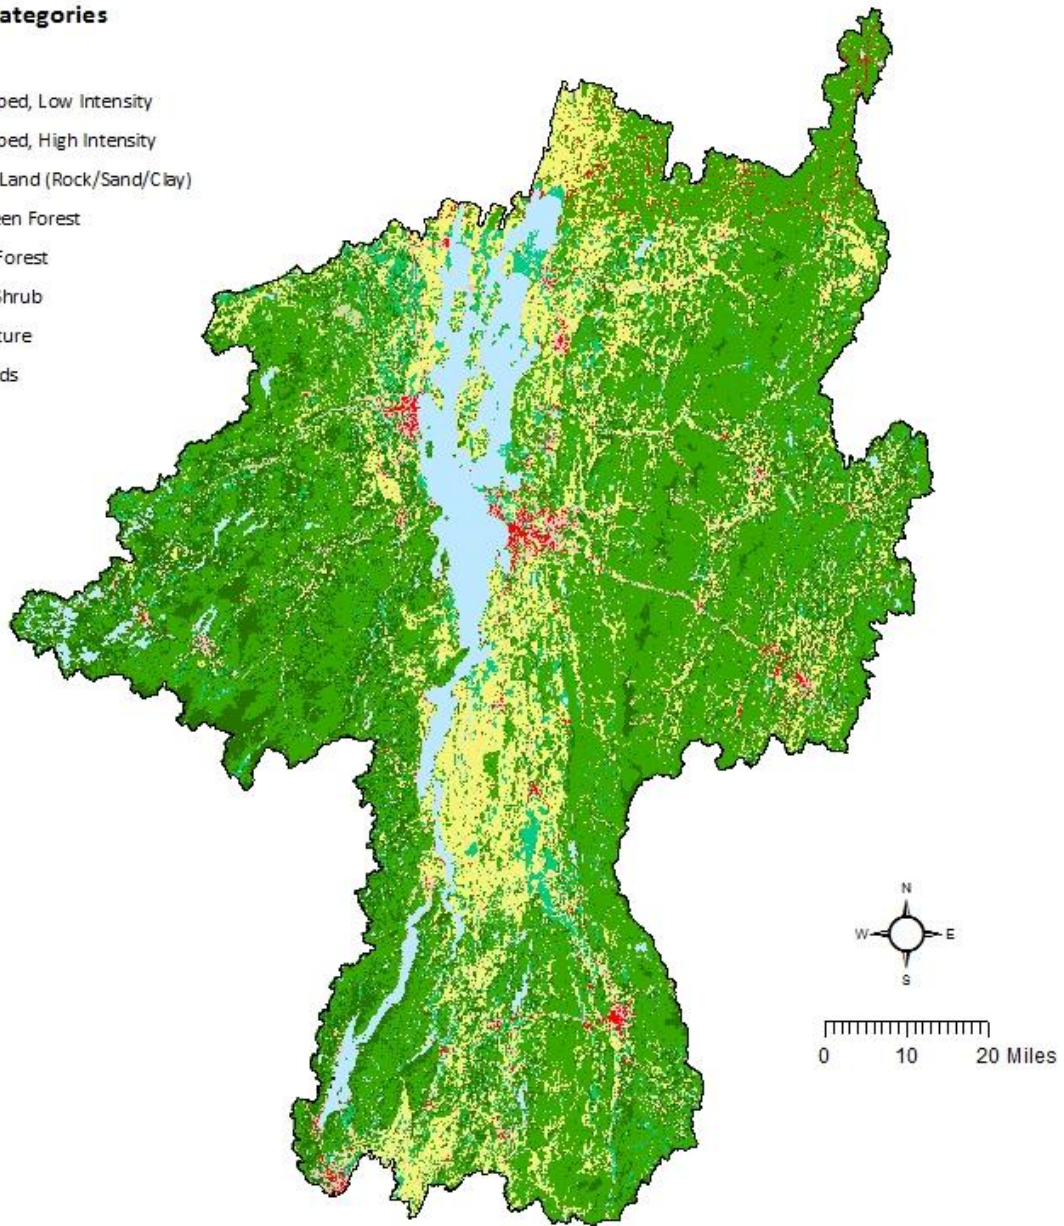 ategories
ped, Low Intensity
ped, High Intensity
Land (Rock/Sand/Clay)
een Forest
Forest
Shrub
ture
ds
N
W E
S
0 10 20 Miles